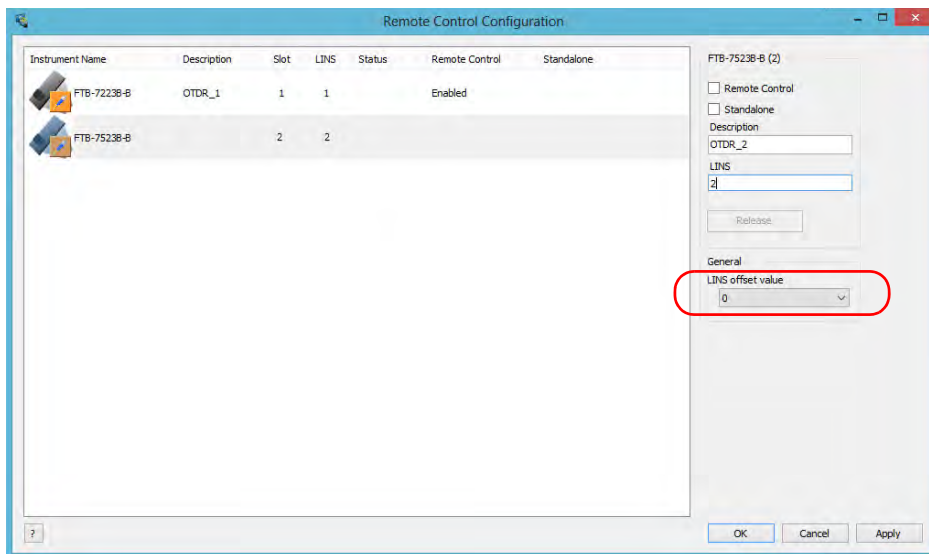 Remote Control Configuration
Instrument Name Description Slot LINS Status Remote Control Standalone
FTB-7223B-B OTDR_1 1 1 Enabled
FTB-7523B-B 2 2
FTB-7523B-B (2)
Remote Control
Standalone
Description
OTDR_2
LINS
2
Release
General
LINS offset value
0
? OK Cancel Apply